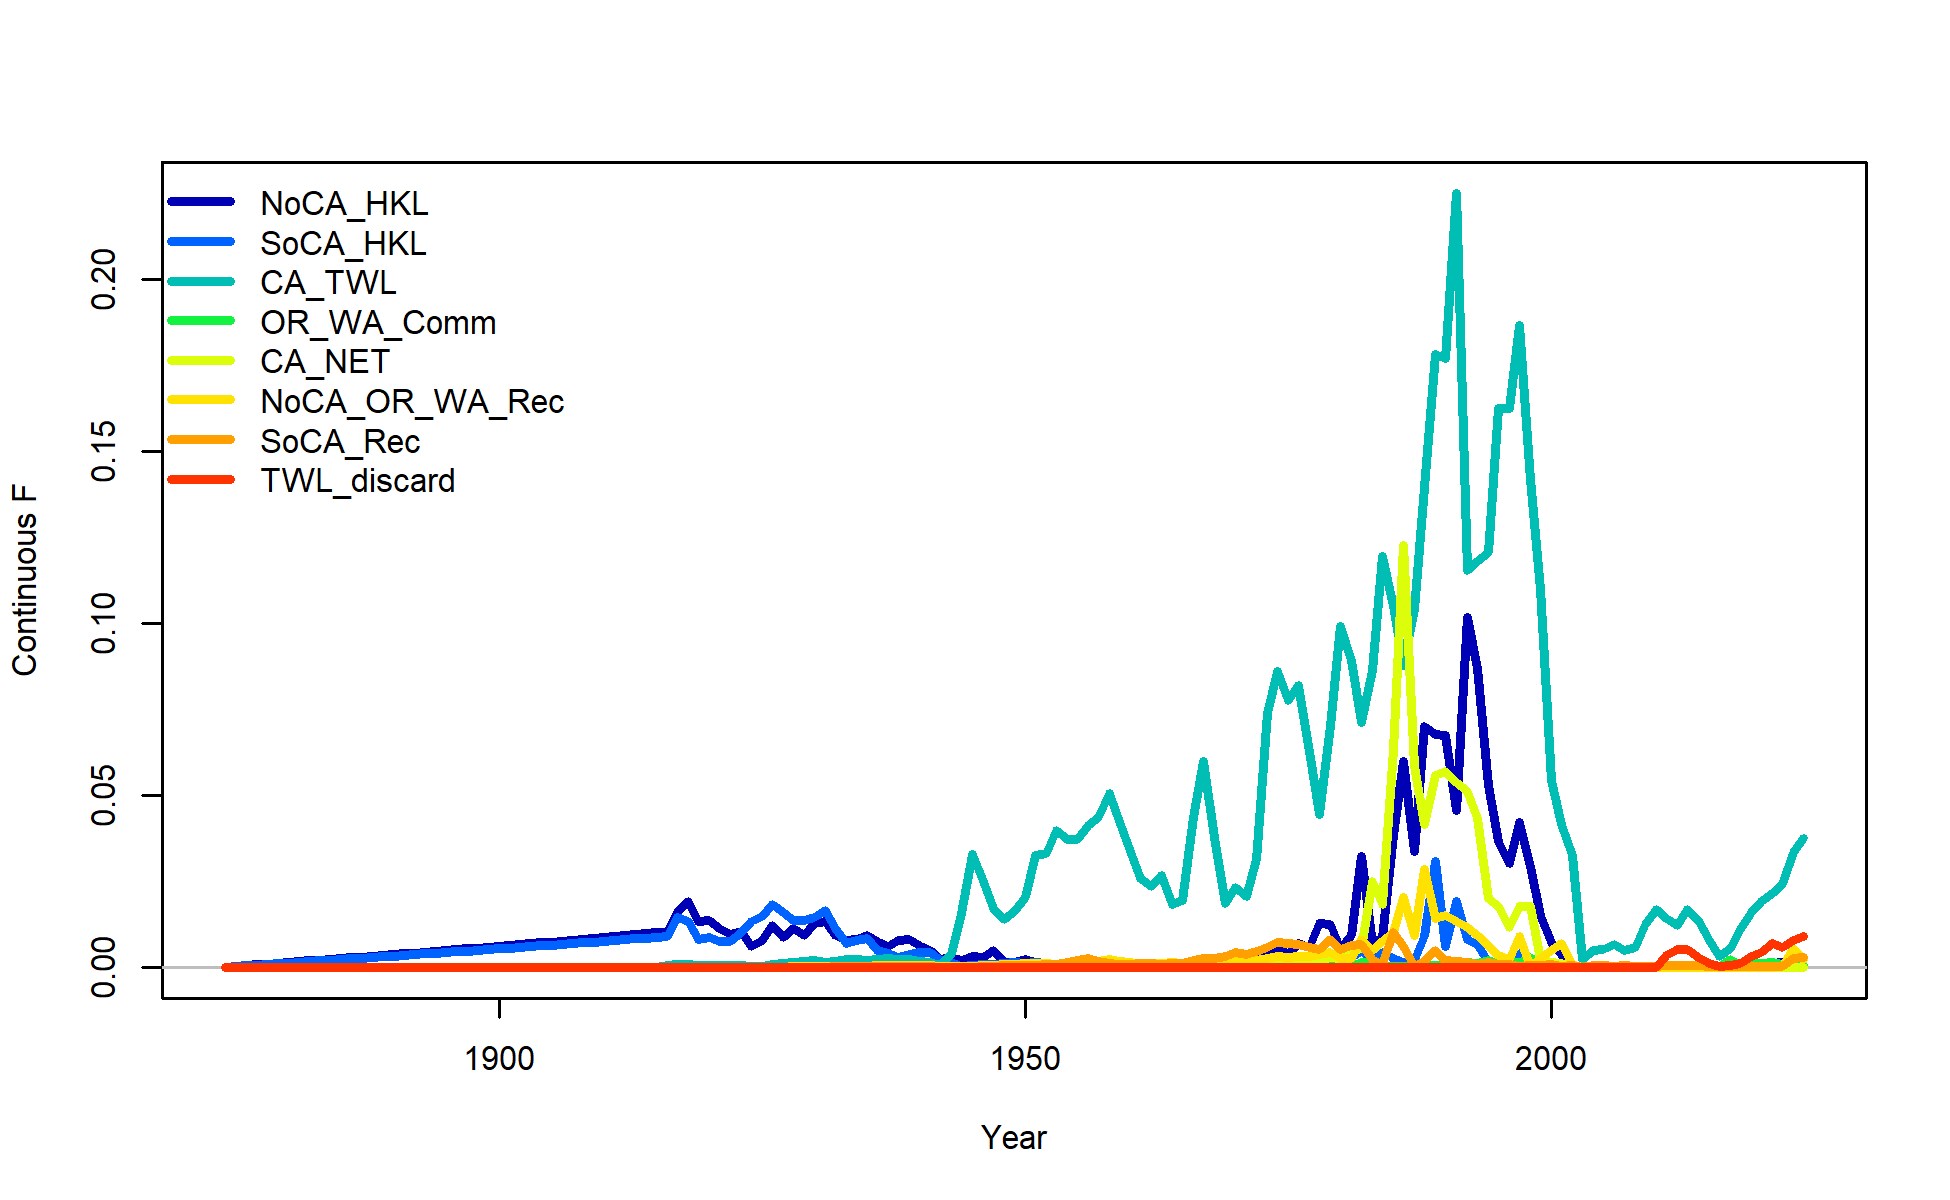 NoCA_HKL
SoCA_HKL
CA_TWL
OR_WA_Comm
CA_NET
NoCA_OR_WA_Rec
SoCA_Rec
TWL_discard
Continuous F
0.20
0.15
0.10
0.05
0.00
1900 1950 2000
Year